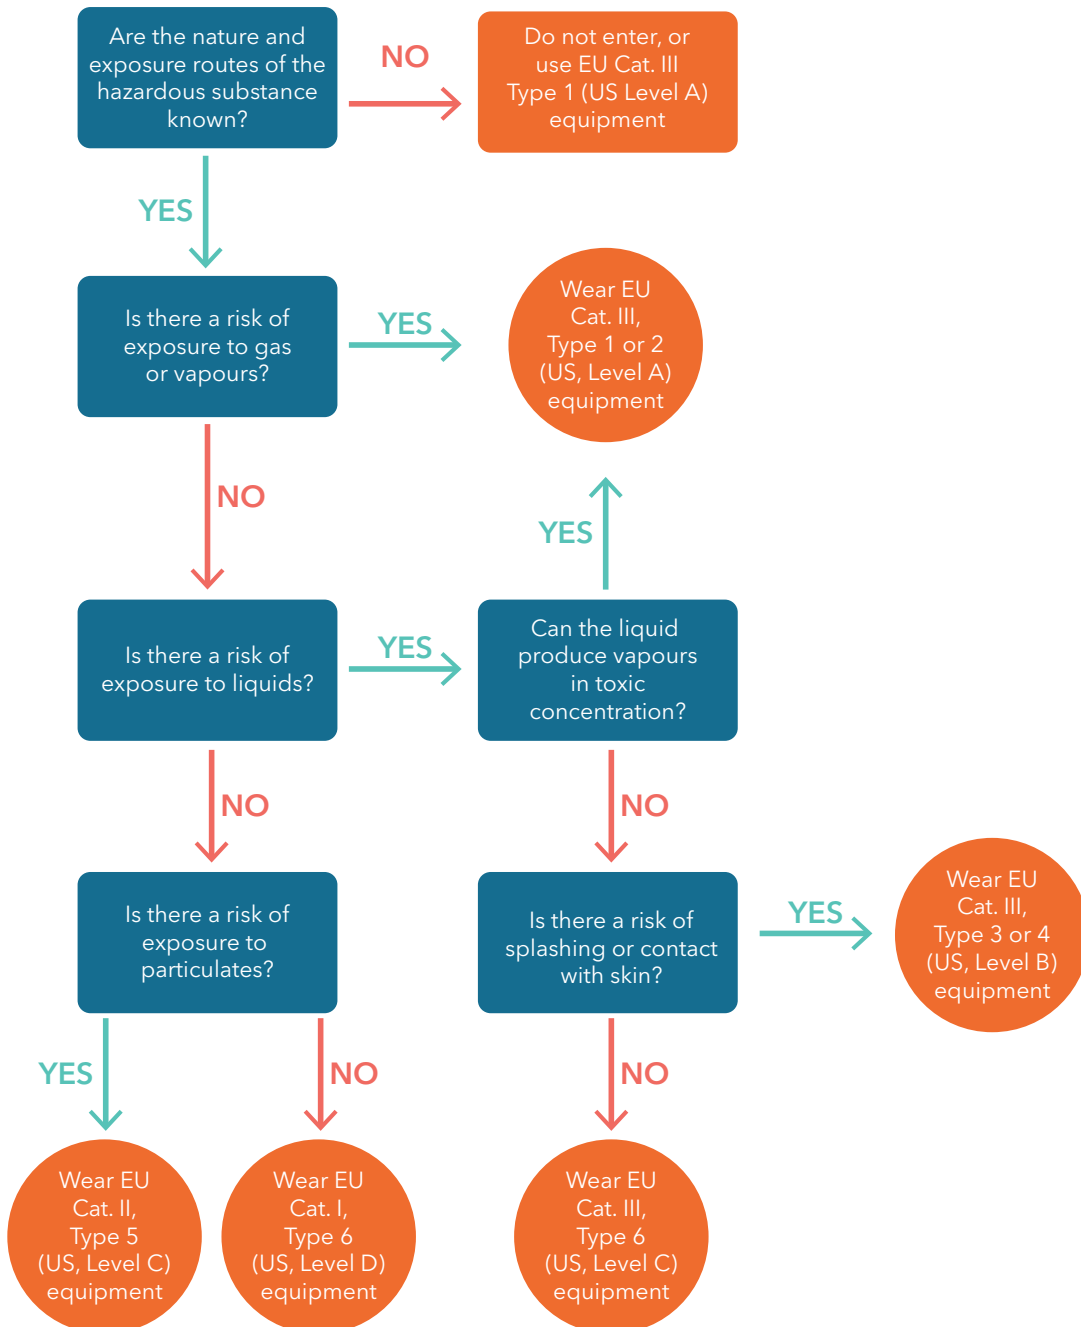 Are the nature and
exposure routes of the
hazardous substance
known?
NO
Do not enter, or
use EU Cat. III
Type 1 (US Level A)
equipment
YES
Is there a risk of
exposure to gas
or vapours?
YES
Wear EU
Cat. III,
Type 1 or 2
(US, Level A)
equipment
NO
YES
Is there a risk of
exposure to liquids?
YES
Can the liquid
produce vapours
in toxic
concentration?
NO
NO
Is there a risk of
exposure to
particulates?
Is there a risk of
splashing or contact
with skin?
YES
Wear EU
Cat. III,
Type 3 or 4
(US, Level B)
equipment
YES
NO
NO
Wear EU
Cat. II,
Type 5
(US, Level C)
equipment
Wear EU
Cat. I,
Type 6
(US, Level D)
equipment
Wear EU
Cat. III,
Type 6
(US, Level C)
equipment